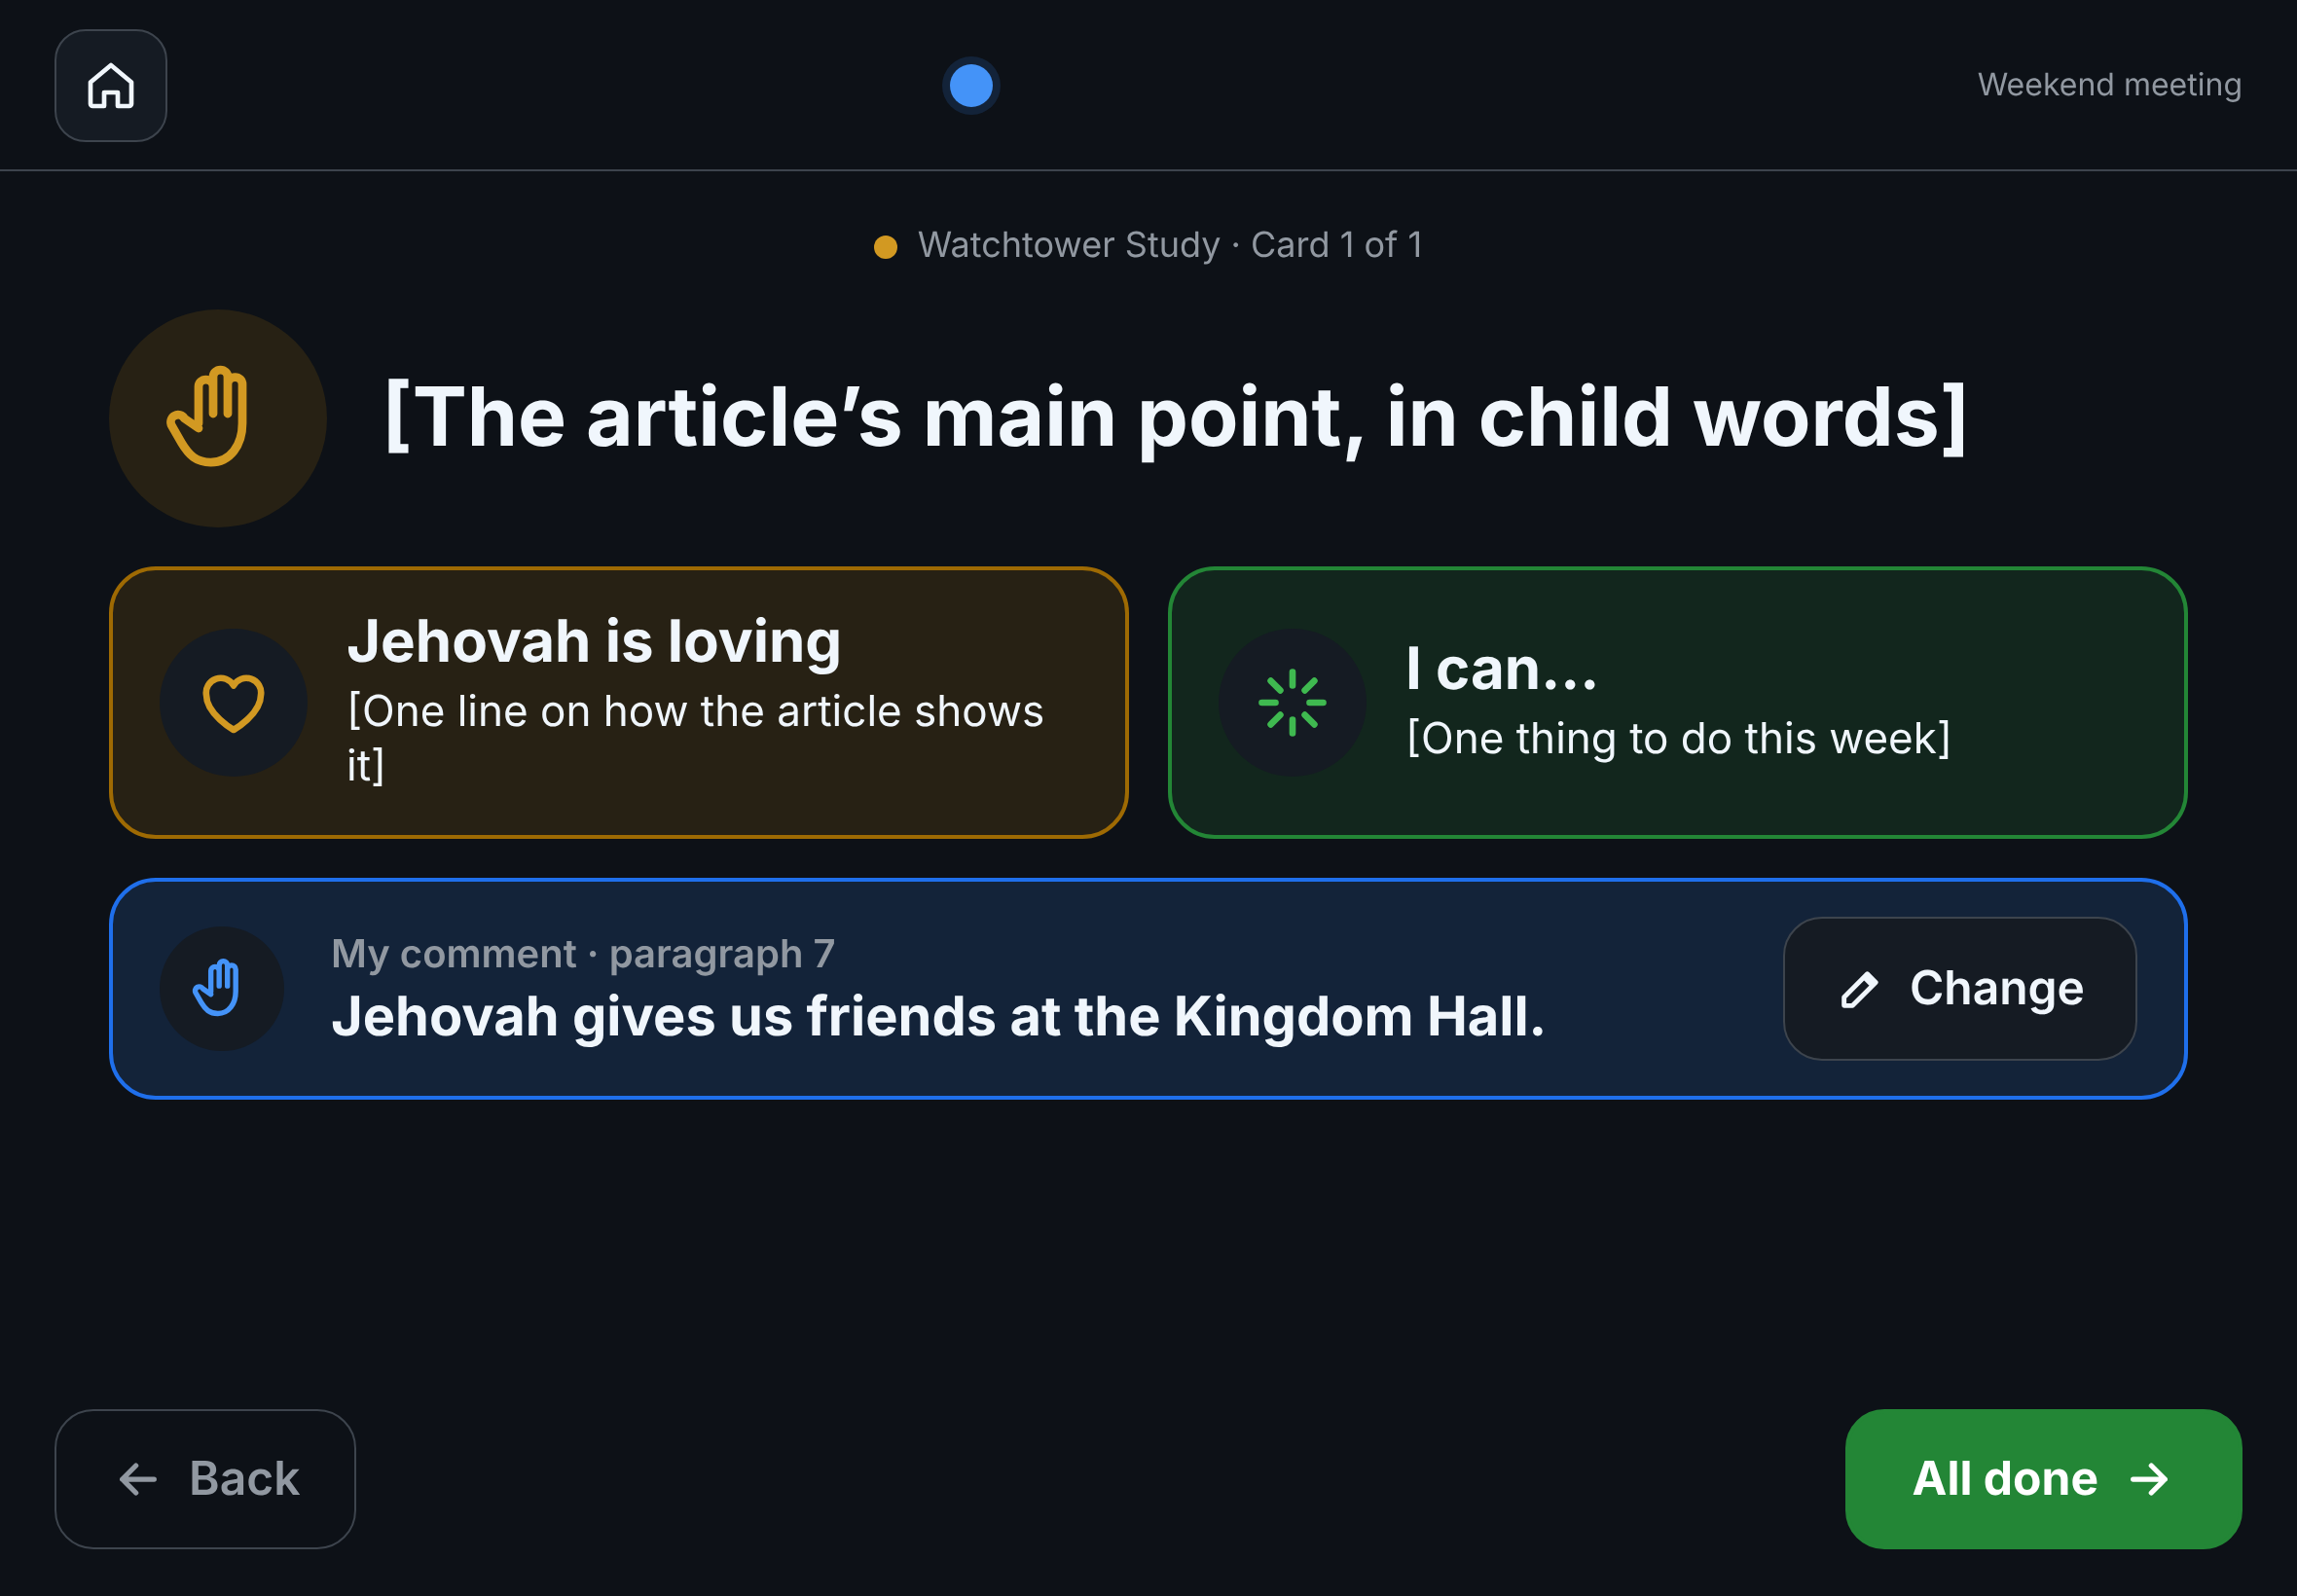 Weekend meeting
Watchtower Study · Card 1 of 1
[The article’s main point, in child words]
Jehovah is loving
[One line on how the article shows
it]
I can…
[One thing to do this week]
My comment · paragraph 7
Jehovah gives us friends at the Kingdom Hall.
Change
Back
All done